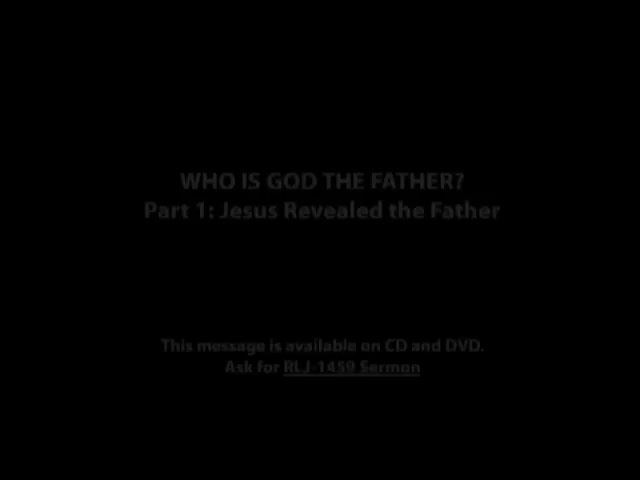 WHO IS GOD THE FATHER?
Part 1: Jesus Revealed the Father
This message is available on CD and DVD.
Ask for RLJ-1459 Sermon